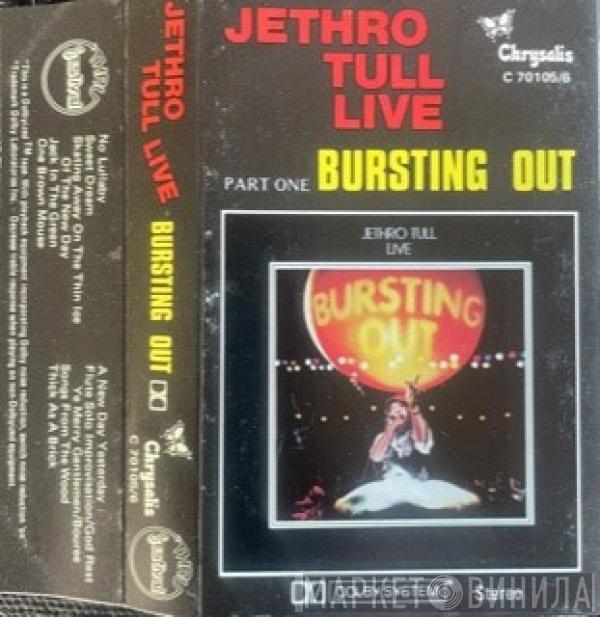 JETHRO
TULL
LIVE
Chrysalis
C 70105/6
PART ONE BURSTING OUT
JETHRO TULL
LIVE
BURSTING
OUT
DOLBY SYSTEM
Stereo
МАРКЕТ ВИНИЛА
JETHRO
TULL LIVE
BURSTING OUT
Chrysalis
C 70105/6
festival
festival
No Lullaby
Sweet Dream
Skating Away On The Thin Ice
Of The New Day
Jack In The Green
One Brown Mouse
A New Day Yesterday
Flute Solo Improvisation/God Rest
Ye Merry Gentlemen/Bouree
Songs From The Wood
Thick As A Brick